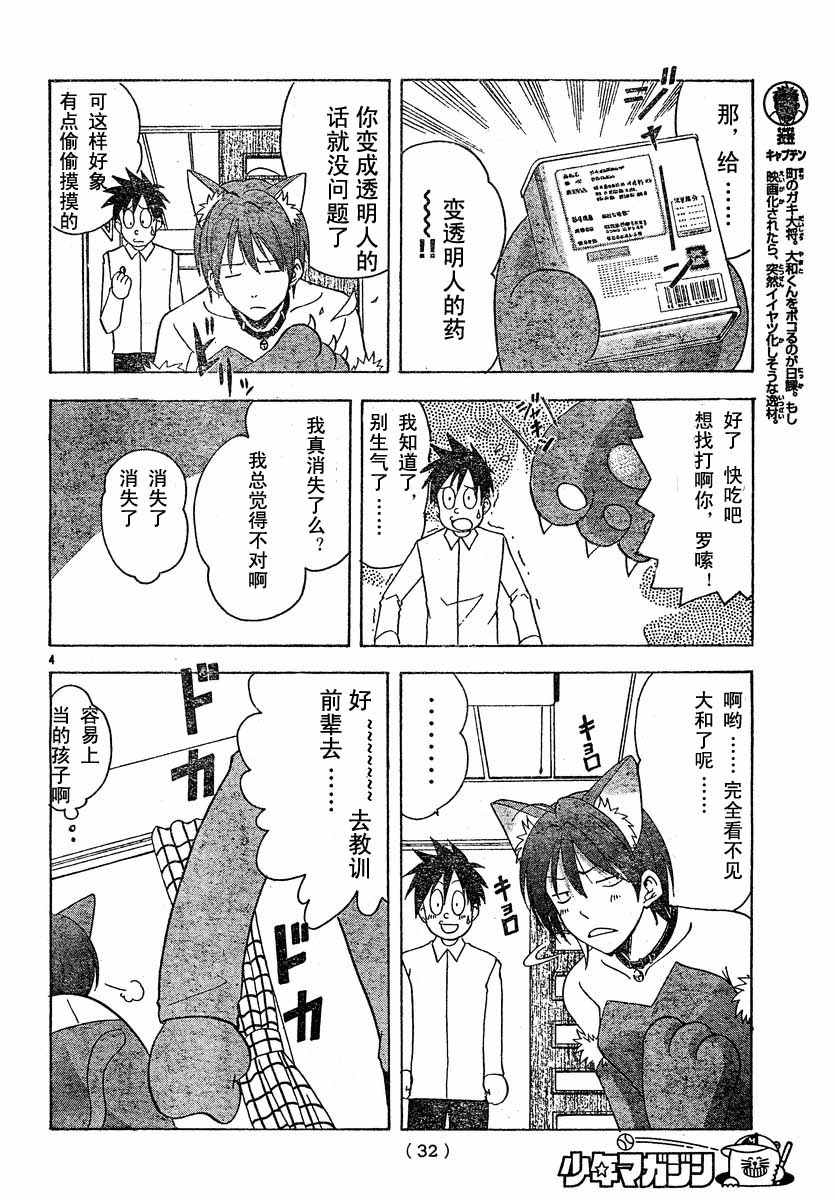 那，给……
变透明人的药
~~~~!!
你变成透明人的
话就没问题了
可这样好象
有点偷偷摸摸的
好了 快吃吧
想找打啊你，罗嗦！
ジャキン
我知道了，
别生气了……
我真消失了么？
我总觉得不对啊
消失了
消失了
4
啊哟……完全看不见
大和了呢……
キョロ
キョロ
……
好~~~~~~~去教训
前辈去……
ドドドカ
容易上
当的孩子啊
キャプテン
町のガキ大将。大和くんをボコるのが日課。もし
映画化されたら、突然イイヤツ化しそうな逸材。
( 32 )
少年マガジン